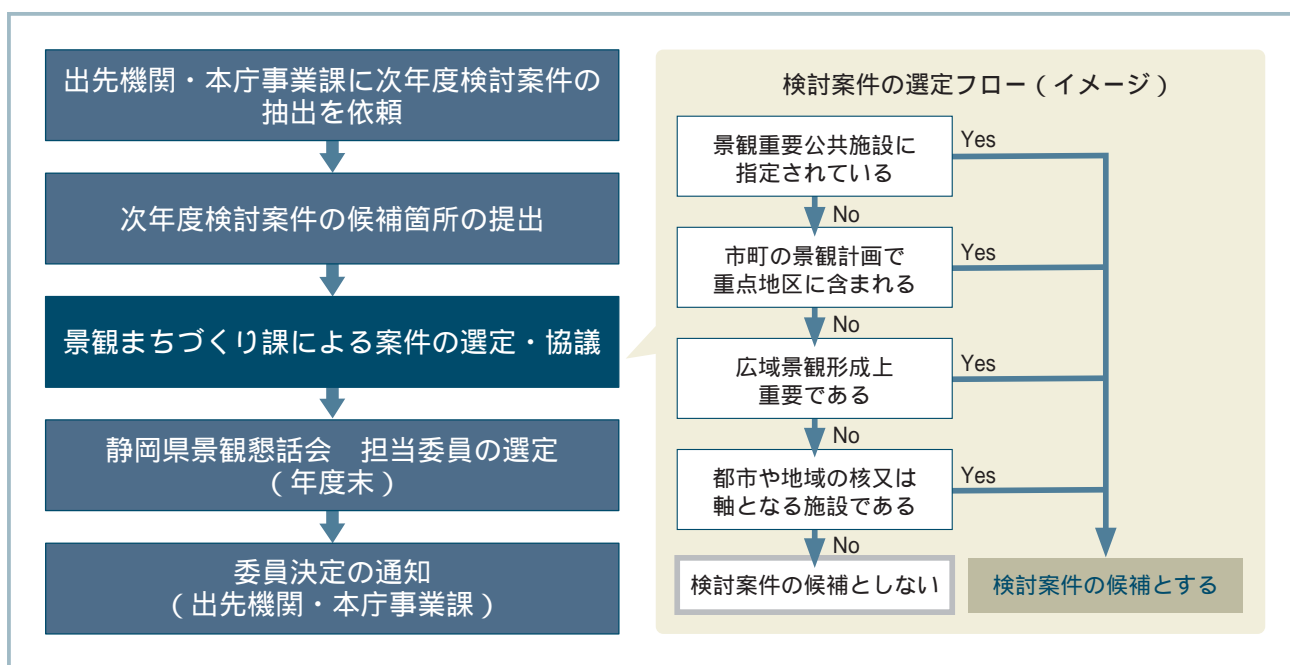 出先機関・本庁事業課に次年度検討案件の
抽出を依頼
次年度検討案件の候補箇所の提出
景観まちづくり課による案件の選定・協議
静岡県景観懇話会　担当委員の選定
（年度末）
委員決定の通知
（出先機関・本庁事業課）
検討案件の選定フロー（イメージ）
景観重要公共施設に
指定されている
Yes
No
市町の景観計画で
重点地区に含まれる
Yes
No
広域景観形成上
重要である
Yes
No
都市や地域の核又は
軸となる施設である
Yes
No
検討案件の候補としない
検討案件の候補とする